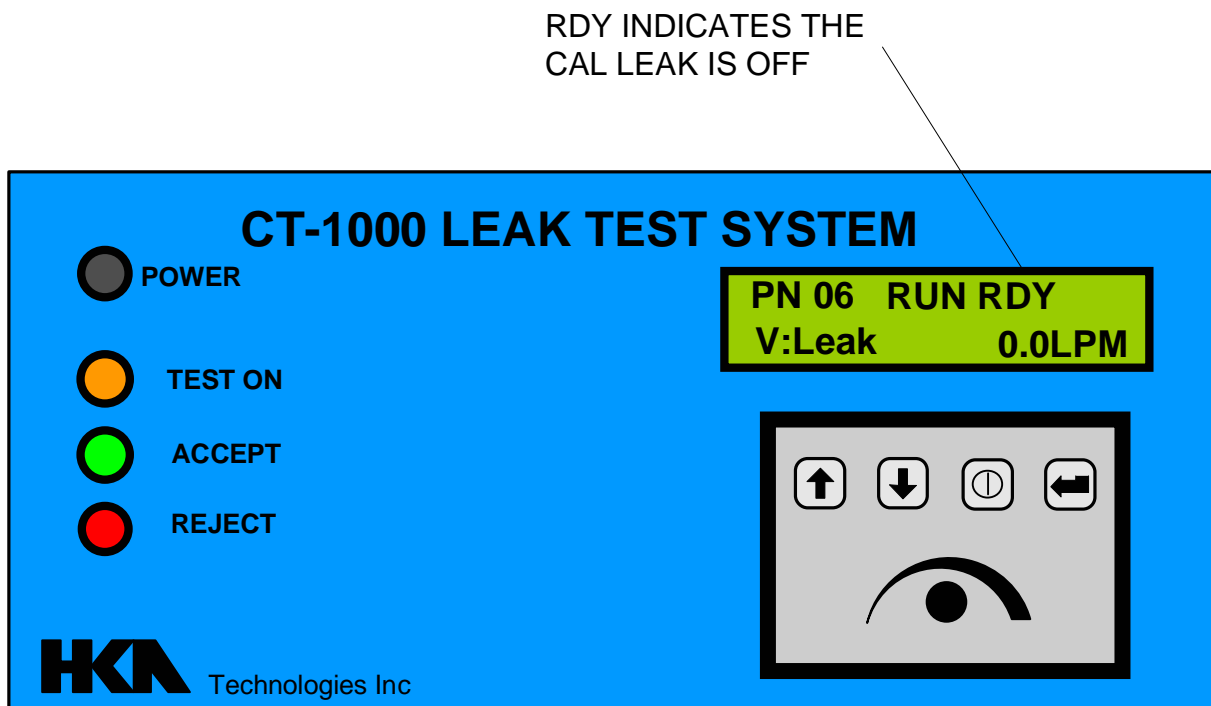 RDY INDICATES THE
CAL LEAK IS OFF
CT-1000 LEAK TEST SYSTEM
POWER
PN 06 RUN RDY
V:Leak 0.0LPM
TEST ON
ACCEPT
REJECT
HKA Technologies Inc